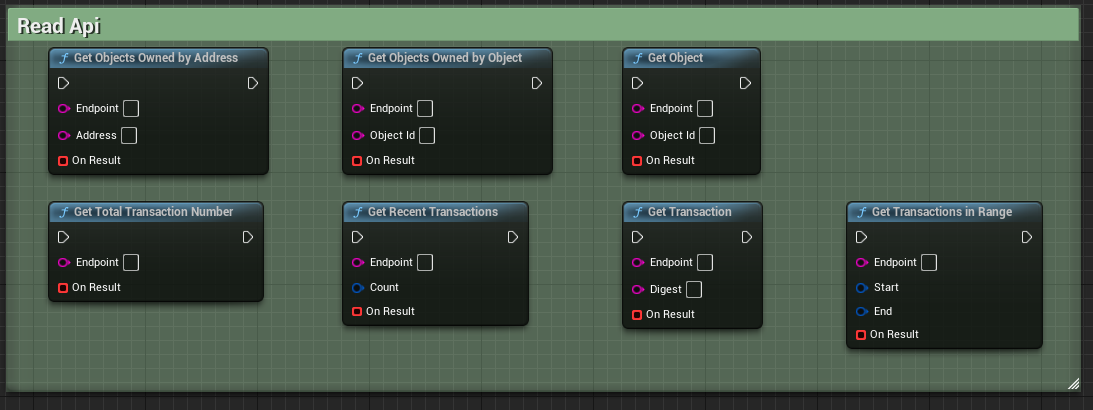 Read Api
Get Objects Owned by Address
Endpoint
Address
On Result
Get Objects Owned by Object
Endpoint
Object Id
On Result
Get Object
Endpoint
Object Id
On Result
Get Total Transaction Number
Endpoint
On Result
Get Recent Transactions
Endpoint
Count
On Result
Get Transaction
Endpoint
Digest
On Result
Get Transactions in Range
Endpoint
Start
End
On Result